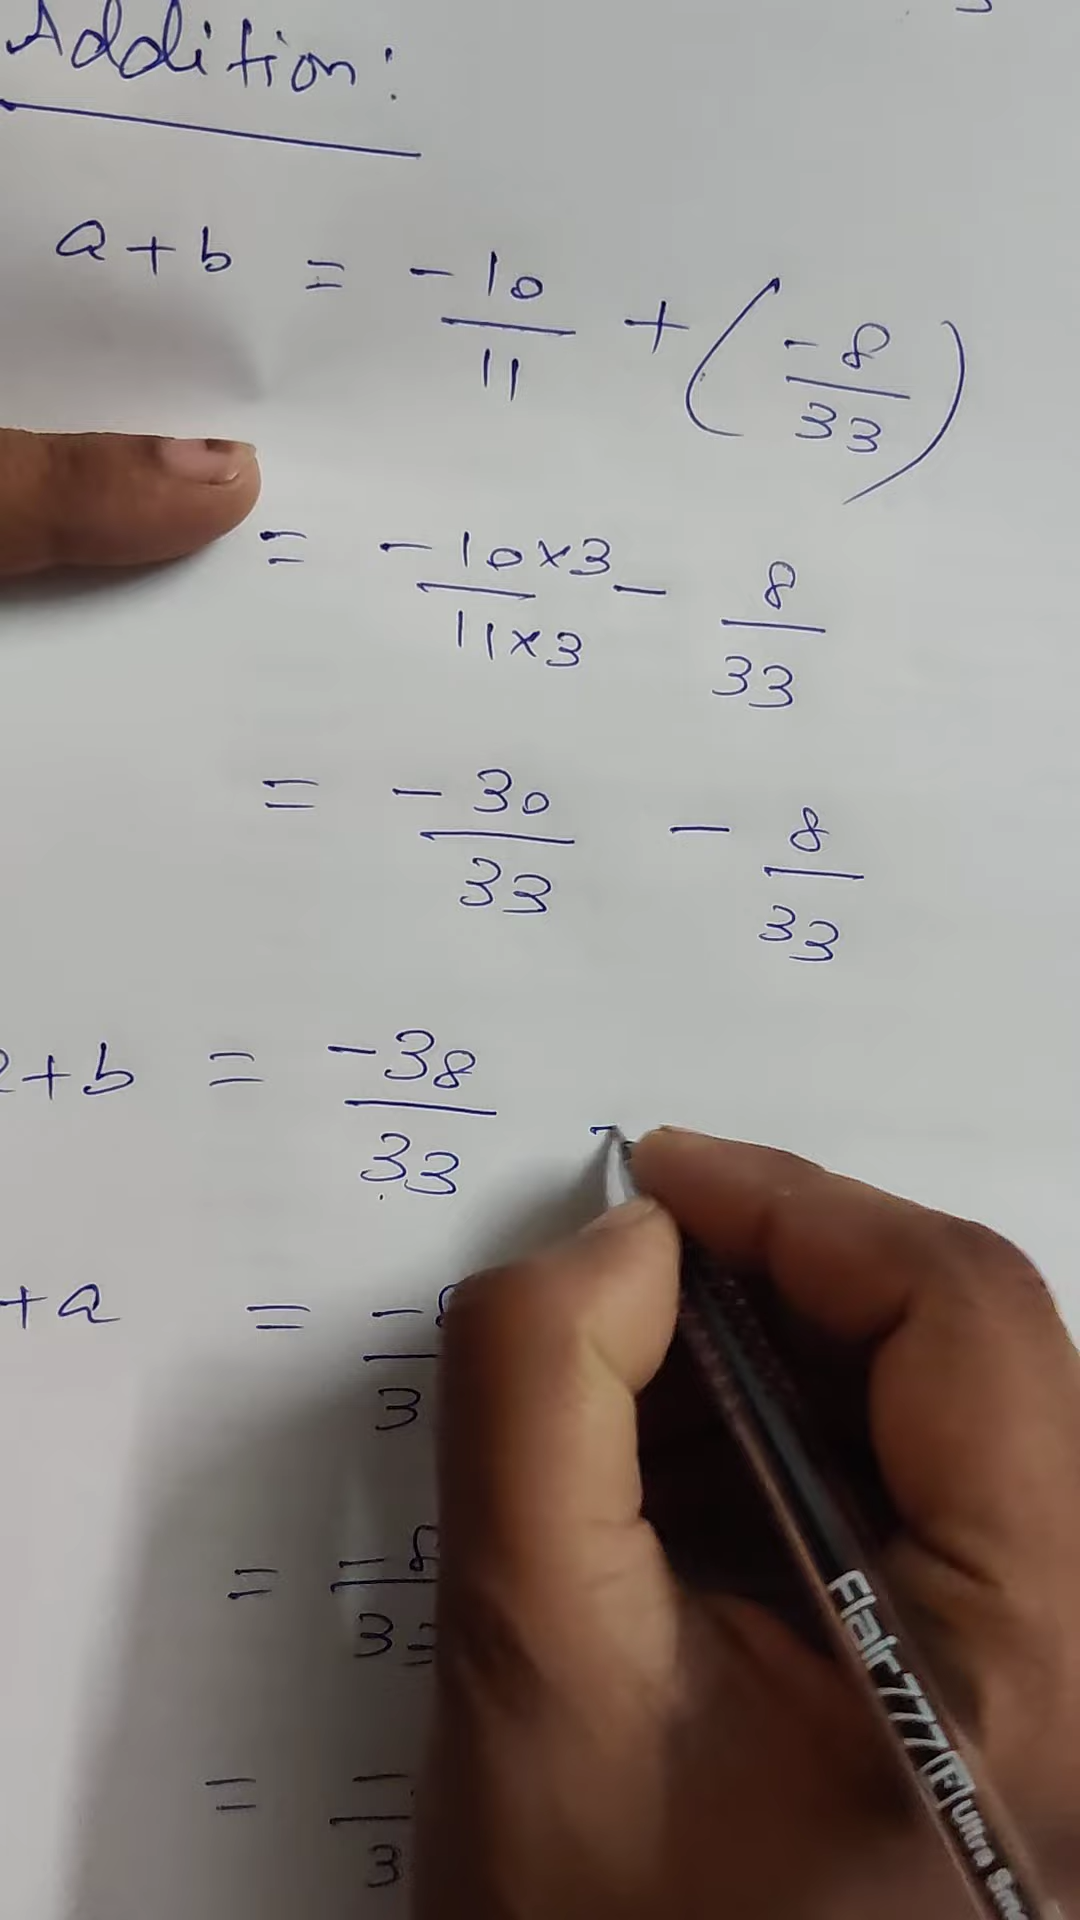 Addition:
a + b = -10/11 + (-8/33)
= -10×3/11×3 - 8/33
= -30/33 - 8/33
+ b = -38/33
+ a =
=
=
Flair 777 F Ultra